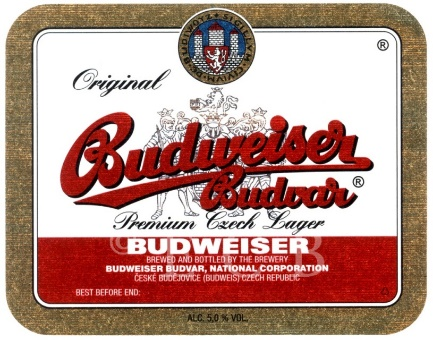 Original
®
Budweiser
Budvar®
Premium Czech Lager
BUDWEISER
BREWED AND BOTTLED BY THE BREWERY
BUDWEISER BUDVAR, NATIONAL CORPORATION
ČESKÉ BUDĚJOVICE (BUDWEIS) CZECH REPUBLIC
BEST BEFORE END:
ALC. 5,0 % VOL.